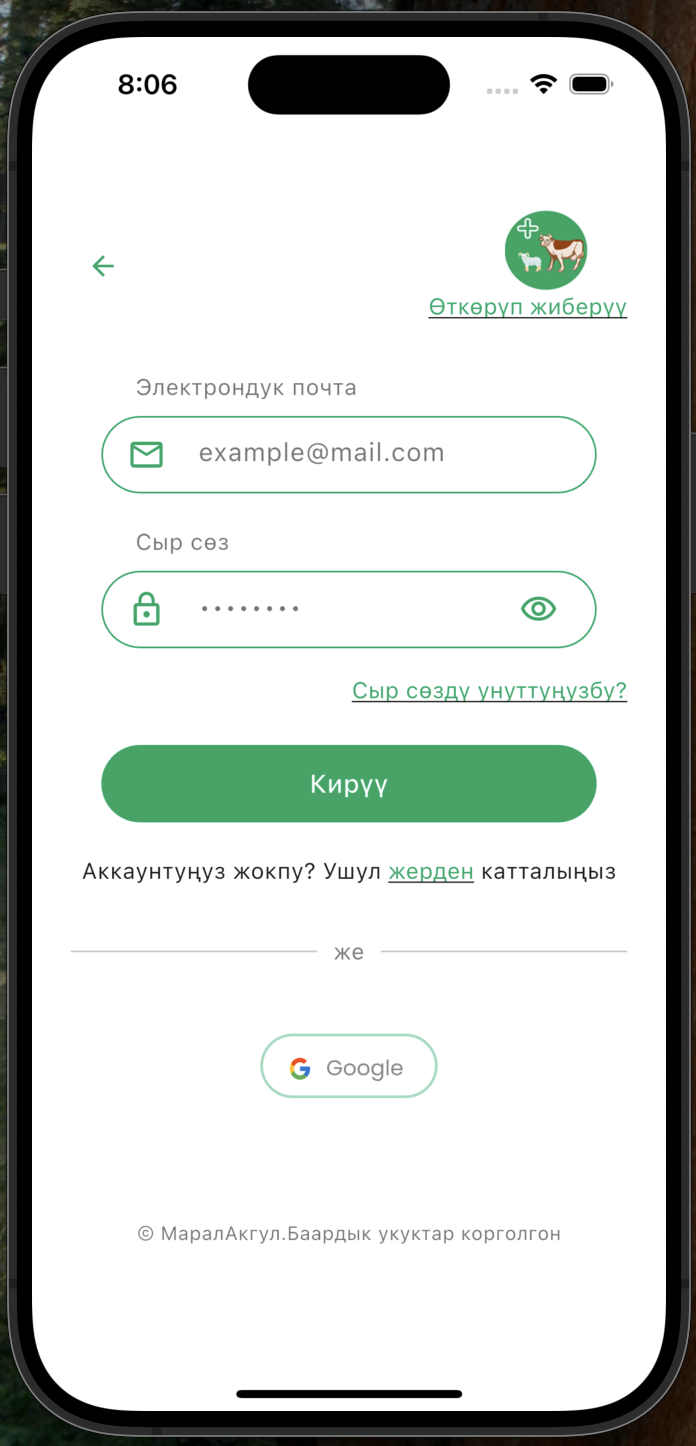 8:06
Өткөрүп жиберүү
Электрондук почта
example@mail.com
Сыр сөз
••••••••
Сыр сөздү унуттуңузбу?
Кирүү
Аккаунтуңуз жокпу? Ушул жерден катталыңыз
же
Google
© МаралАкгул.Баардык укуктар корголгон